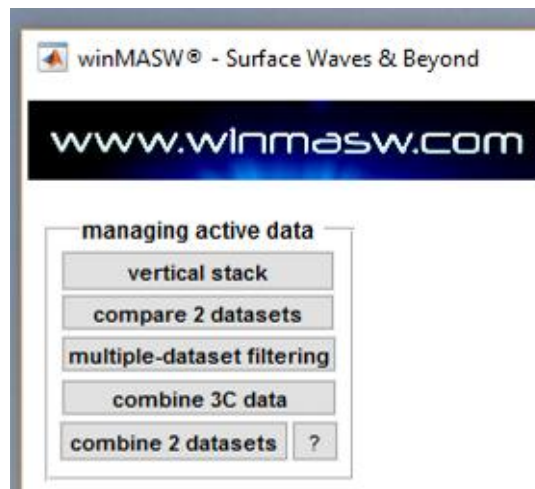 winMASW® - Surface Waves & Beyond
www.winmasw.com
managing active data
vertical stack
compare 2 datasets
multiple-dataset filtering
combine 3C data
combine 2 datasets ?